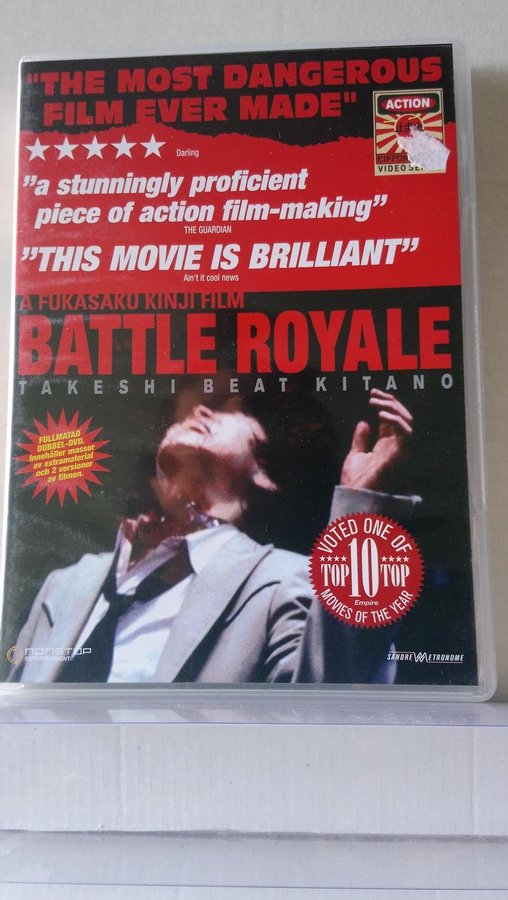 "THE MOST DANGEROUS
FILM EVER MADE"
ACTION
VIDEO
Darling
"a stunningly proficient
piece of action film-making"
THE GUARDIAN
"THIS MOVIE IS BRILLIANT"
Ain't it cool news
A FUKASAKU KINJI FILM
BATTLE ROYALE
TAKESHI BEAT KITANO
FULLMATAD
DUBBEL-DVD.
Innehåller massor
av extramaterial
och 2 versioner
av filmen.
VOTED ONE OF
TOP 10 TOP
Empire
MOVIES OF THE YEAR
NONSTOP
ENTERTAINMENT
SANDREW METRONOME